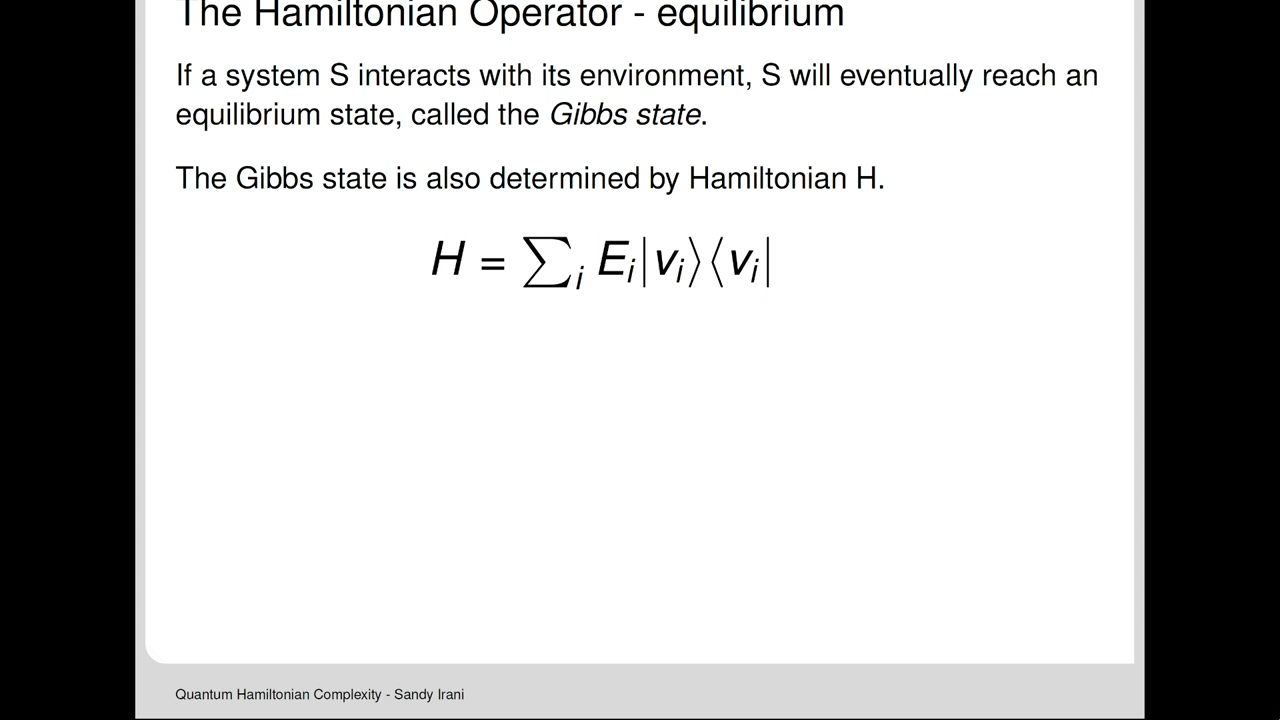 The Hamiltonian Operator - equilibrium
If a system S interacts with its environment, S will eventually reach an
equilibrium state, called the Gibbs state.
The Gibbs state is also determined by Hamiltonian H.
H = ∑ᵢ Eᵢ|vᵢ⟩⟨vᵢ|
Quantum Hamiltonian Complexity - Sandy Irani